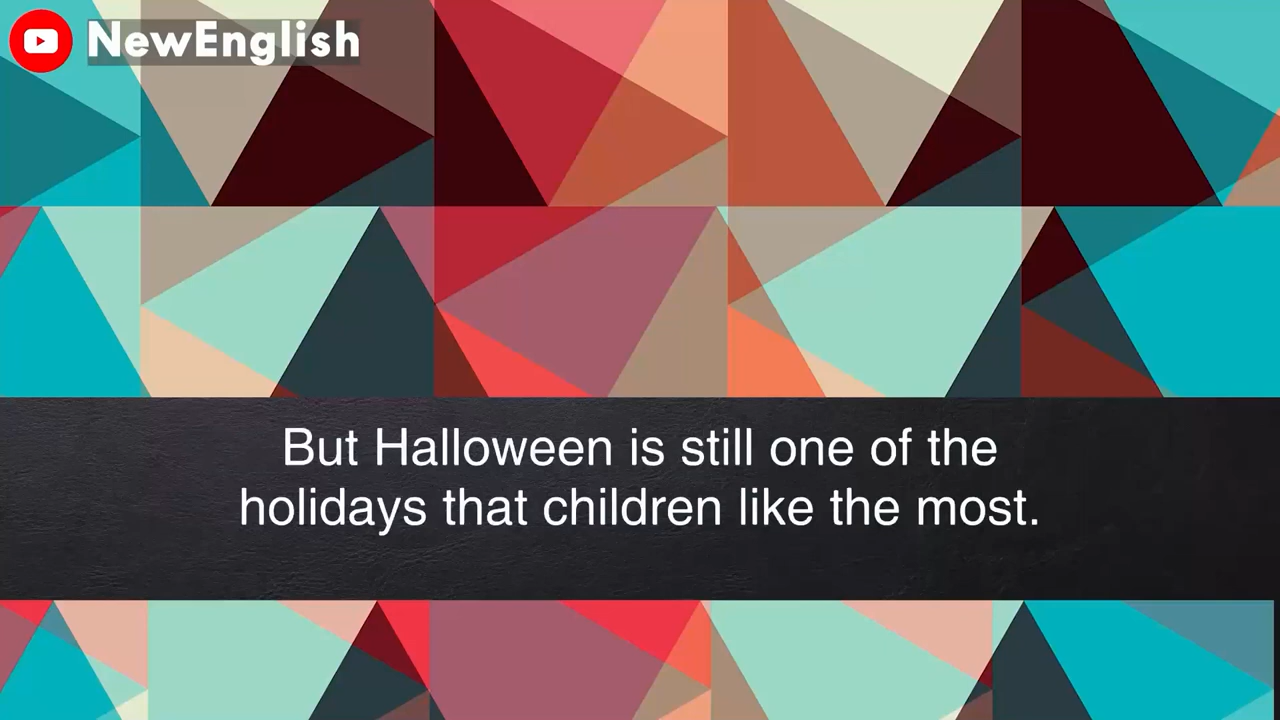 NewEnglish
But Halloween is still one of the
holidays that children like the most.